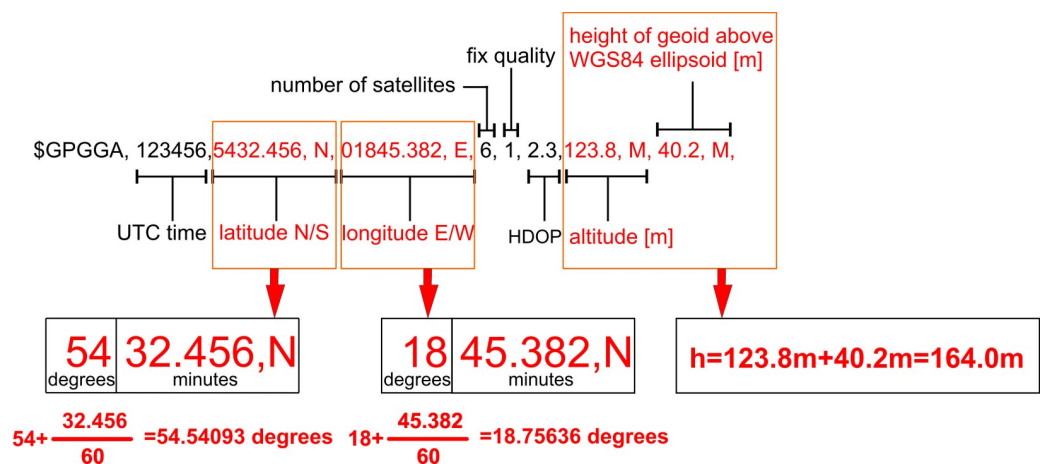 height of geoid above
WGS84 ellipsoid [m]
fix quality
number of satellites
$GPGGA, 123456,5432.456, N, 01845.382, E, 6, 1, 2.3,123.8, M, 40.2, M,
UTC time latitude N/S longitude E/W HDOP altitude [m]
54 32.456,N 18 45.382,N h=123.8m+40.2m=164.0m
degrees minutes degrees minutes
32.456 45.382
54+ =54.54093 degrees 18+ =18.75636 degrees
60 60